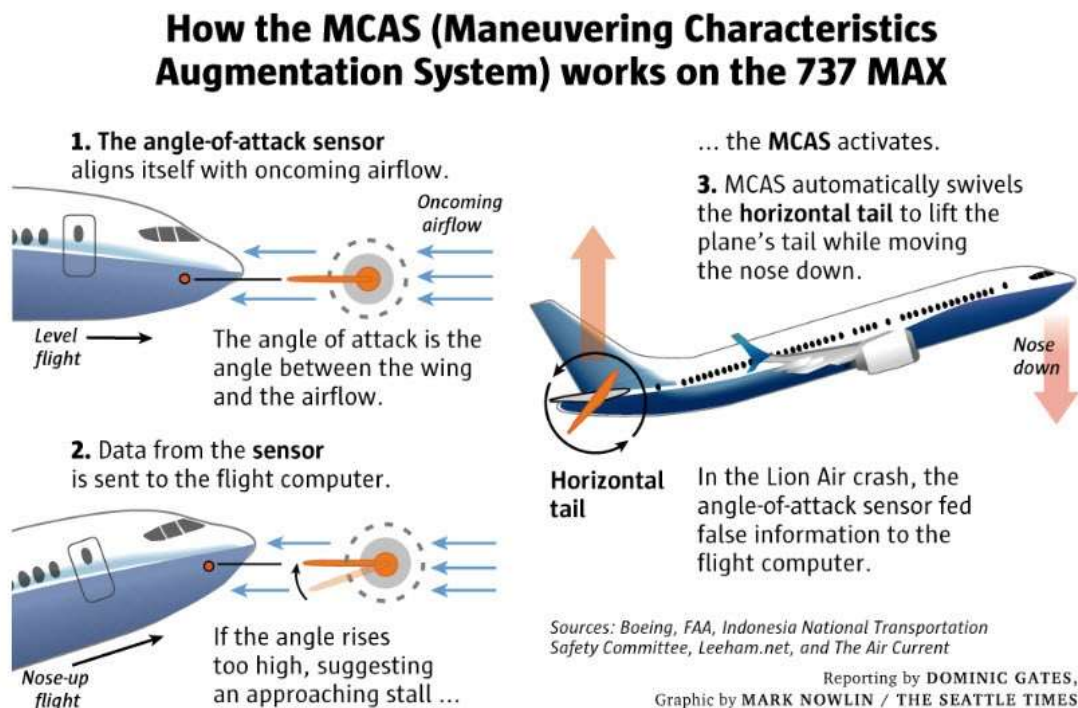 How the MCAS (Maneuvering Characteristics
Augmentation System) works on the 737 MAX
1. The angle-of-attack sensor
aligns itself with oncoming airflow.
Oncoming
airflow
Level
flight
The angle of attack is the
angle between the wing
and the airflow.
2. Data from the sensor
is sent to the flight computer.
Nose-up
flight
If the angle rises
too high, suggesting
an approaching stall ...
... the MCAS activates.
3. MCAS automatically swivels
the horizontal tail to lift the
plane's tail while moving
the nose down.
Nose
down
Horizontal
tail
In the Lion Air crash, the
angle-of-attack sensor fed
false information to the
flight computer.
Sources: Boeing, FAA, Indonesia National Transportation
Safety Committee, Leeham.net, and The Air Current
Reporting by DOMINIC GATES,
Graphic by MARK NOWLIN / THE SEATTLE TIMES